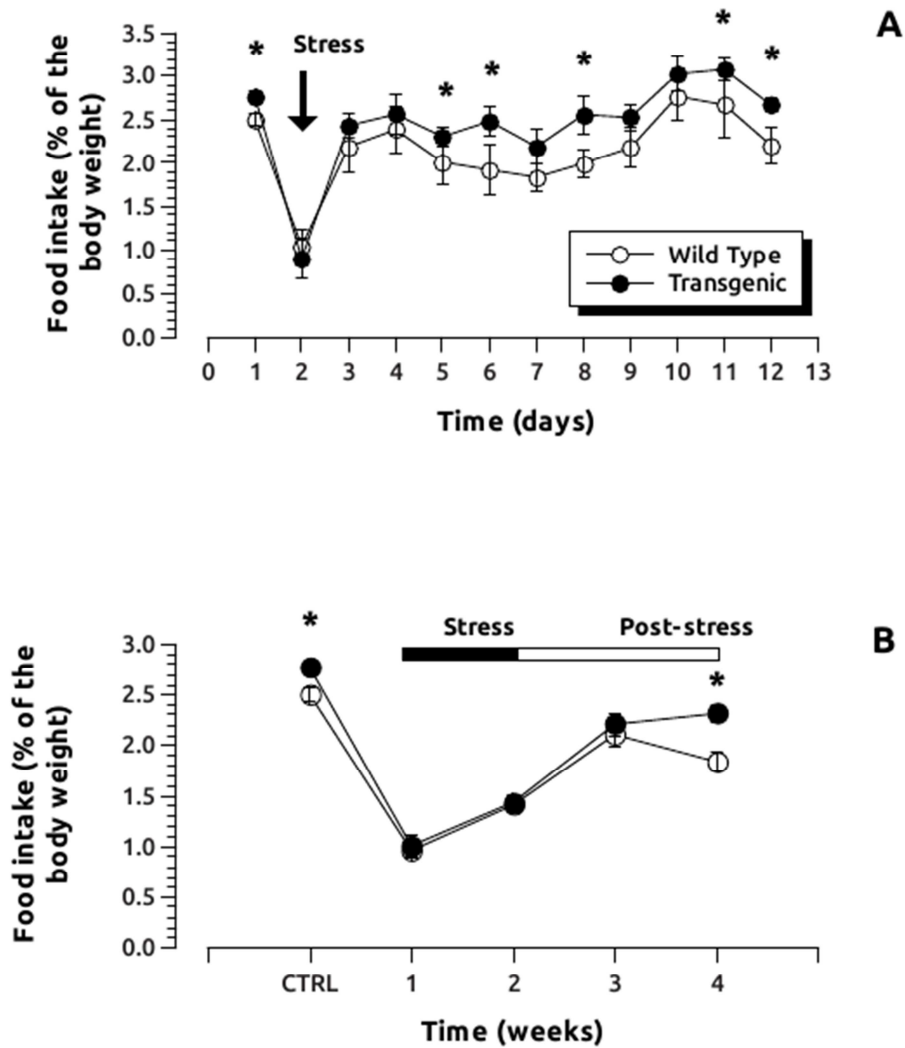 A
Food intake (% of the
body weight)
3.5
3.0
2.5
2.0
1.5
1.0
0.5
0.0
* Stress * * * * *
Wild Type
Transgenic
0 1 2 3 4 5 6 7 8 9 10 11 12 13
Time (days)
B
Food intake (% of the
body weight)
3.0
2.5
2.0
1.5
1.0
0.5
0.0
* Stress Post-stress
*
CTRL 1 2 3 4
Time (weeks)